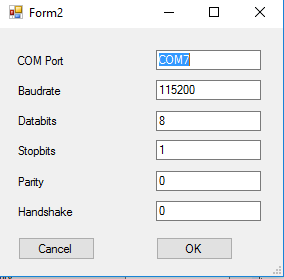 Form2
COM Port COM7
Baudrate 115200
Databits 8
Stopbits 1
Parity 0
Handshake 0
Cancel OK